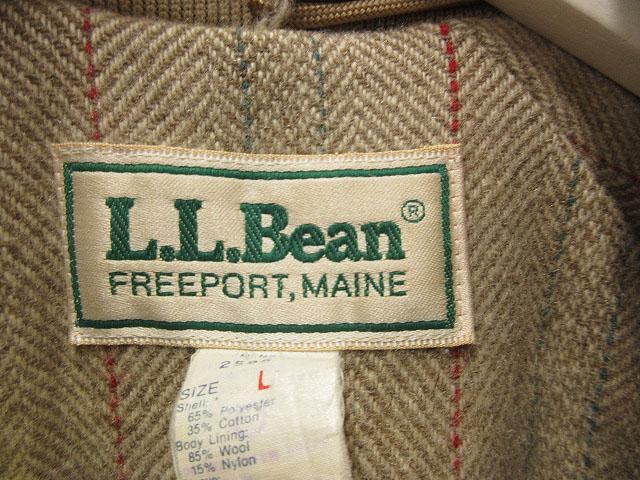 L.L.Bean®
FREEPORT, MAINE
SIZE L
Shell:
65% Polyester
35% Cotton
Body Lining:
85% Wool
15% Nylon